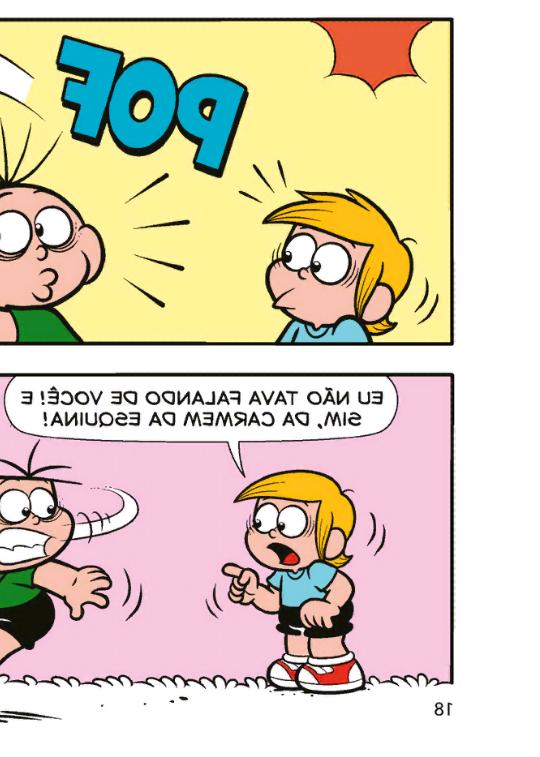 POF
EU NÃO TAVA FALANDO DE VOCÊ! E
SIM, DA CARMEM DA ESQUINA!
18